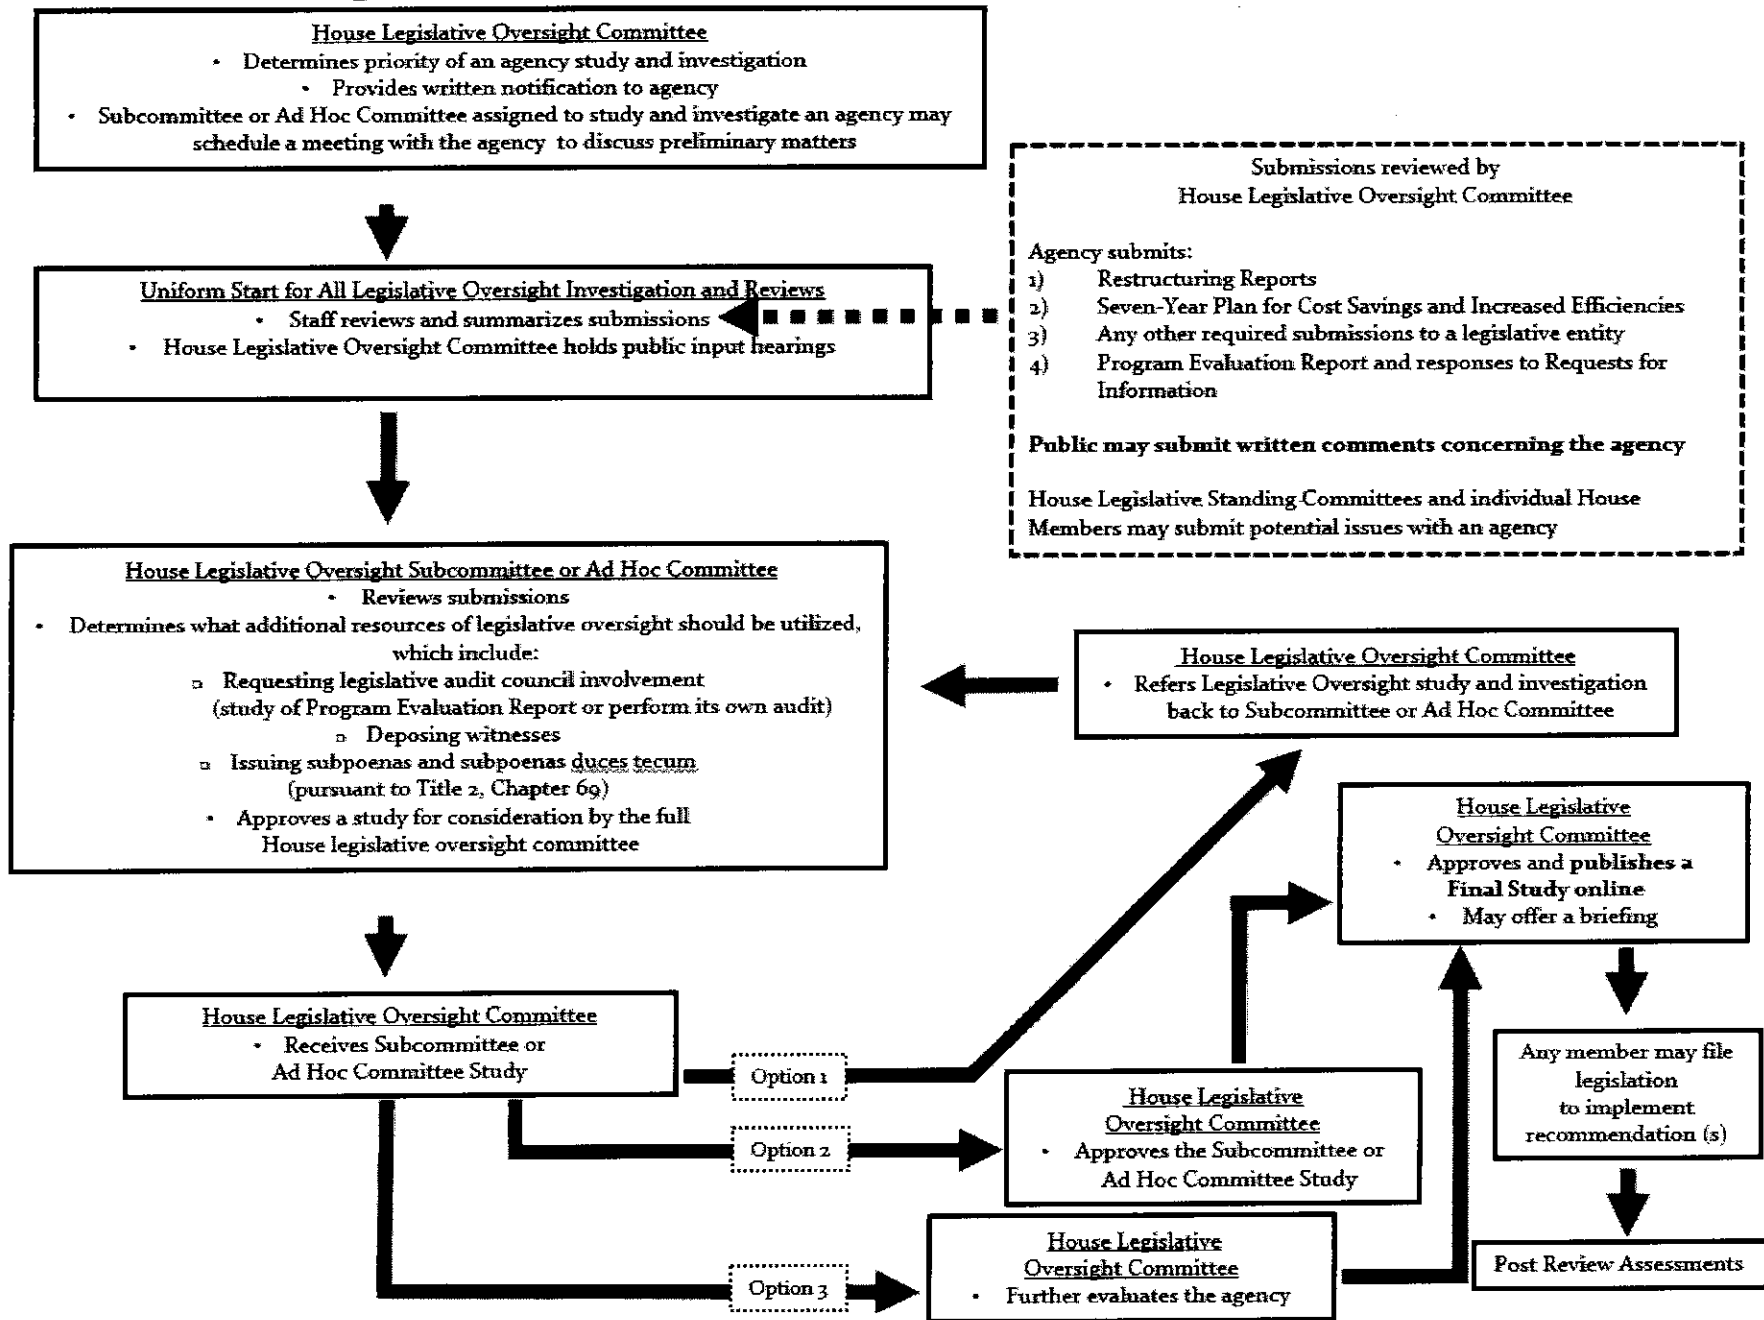 House Legislative Oversight Committee
• Determines priority of an agency study and investigation
• Provides written notification to agency
• Subcommittee or Ad Hoc Committee assigned to study and investigate an agency may
schedule a meeting with the agency to discuss preliminary matters
Submissions reviewed by
House Legislative Oversight Committee
Agency submits:
1) Restructuring Reports
2) Seven-Year Plan for Cost Savings and Increased Efficiencies
3) Any other required submissions to a legislative entity
4) Program Evaluation Report and responses to Requests for
Information
Public may submit written comments concerning the agency
House Legislative Standing Committees and individual House
Members may submit potential issues with an agency
Uniform Start for All Legislative Oversight Investigation and Reviews
• Staff reviews and summarizes submissions
• House Legislative Oversight Committee holds public input hearings
House Legislative Oversight Subcommittee or Ad Hoc Committee
• Reviews submissions
• Determines what additional resources of legislative oversight should be utilized,
which include:
▫ Requesting legislative audit council involvement
(study of Program Evaluation Report or perform its own audit)
▫ Deposing witnesses
▫ Issuing subpoenas and subpoenas duces tecum
(pursuant to Title 2, Chapter 69)
• Approves a study for consideration by the full
House legislative oversight committee
House Legislative Oversight Committee
• Refers Legislative Oversight study and investigation
back to Subcommittee or Ad Hoc Committee
House Legislative
Oversight Committee
• Approves and publishes a
Final Study online
• May offer a briefing
House Legislative Oversight Committee
• Receives Subcommittee or
Ad Hoc Committee Study
Option 1
Option 2
Option 3
House Legislative
Oversight Committee
• Approves the Subcommittee or
Ad Hoc Committee Study
House Legislative
Oversight Committee
• Further evaluates the agency
Any member may file
legislation
to implement
recommendation (s)
Post Review Assessments